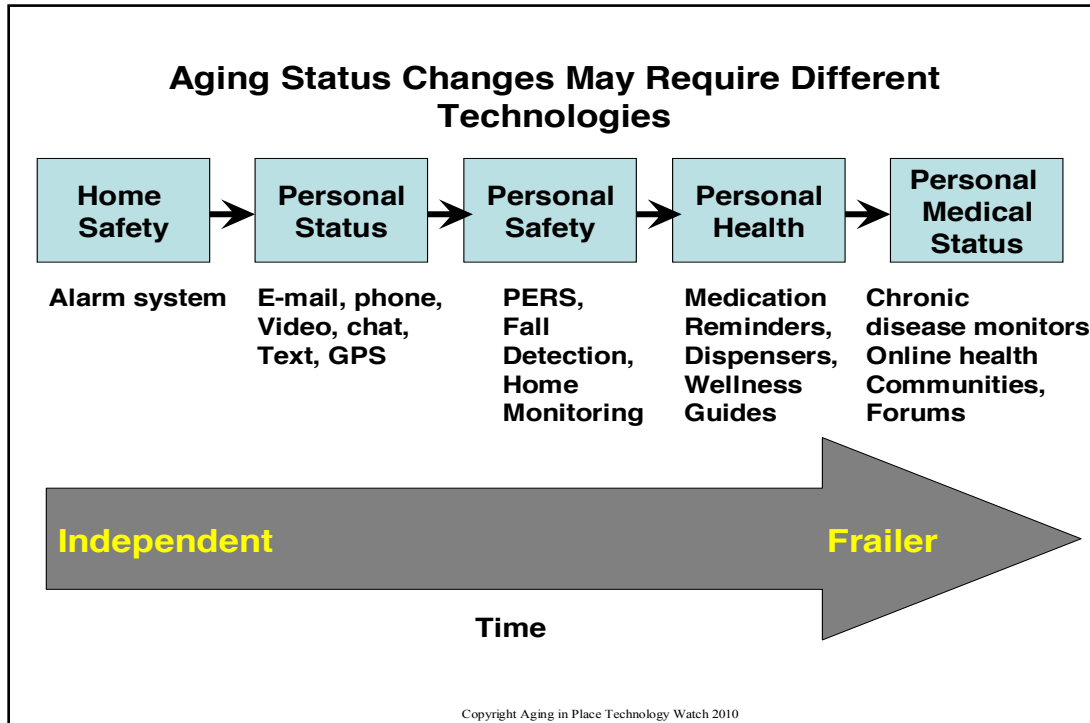 Aging Status Changes May Require Different
Technologies
Home
Safety
Personal
Status
Personal
Safety
Personal
Health
Personal
Medical
Status
Alarm system
E-mail, phone,
Video, chat,
Text, GPS
PERS,
Fall
Detection,
Home
Monitoring
Medication
Reminders,
Dispensers,
Wellness
Guides
Chronic
disease monitors
Online health
Communities,
Forums
Independent
Frailer
Time
Copyright Aging in Place Technology Watch 2010